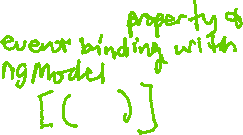 property &
event binding with
ngModel
[( )]